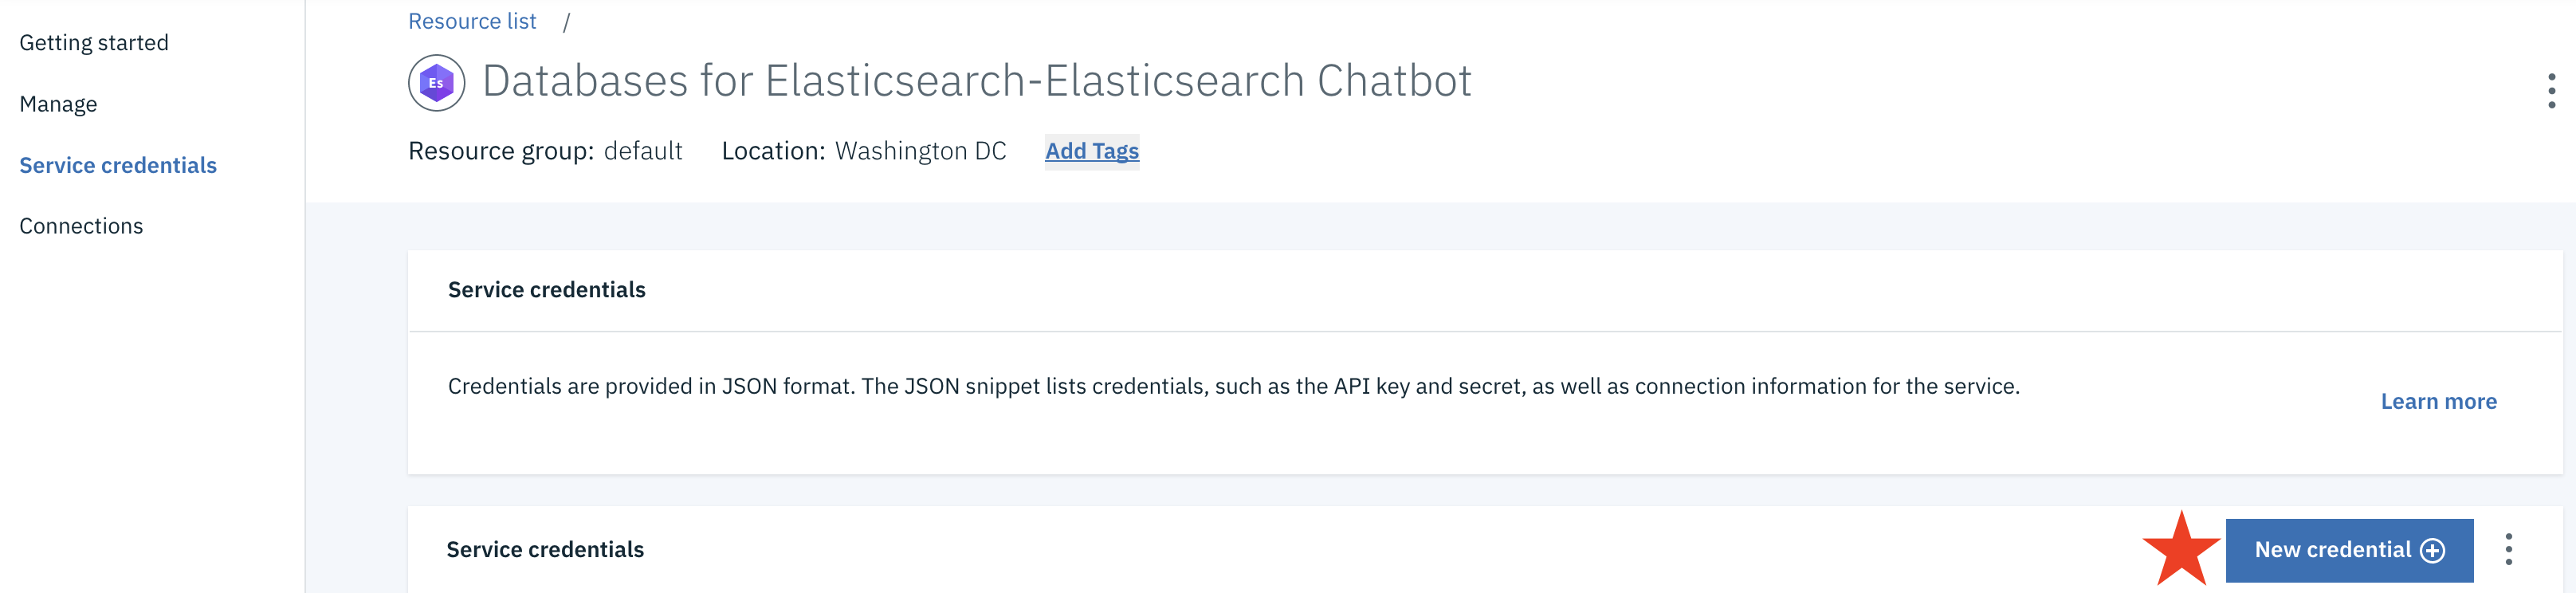 Getting started
Manage
Service credentials
Connections
Resource list /
Es
Databases for Elasticsearch-Elasticsearch Chatbot
Resource group: default Location: Washington DC Add Tags
Service credentials
Credentials are provided in JSON format. The JSON snippet lists credentials, such as the API key and secret, as well as connection information for the service.
Learn more
Service credentials
New credential